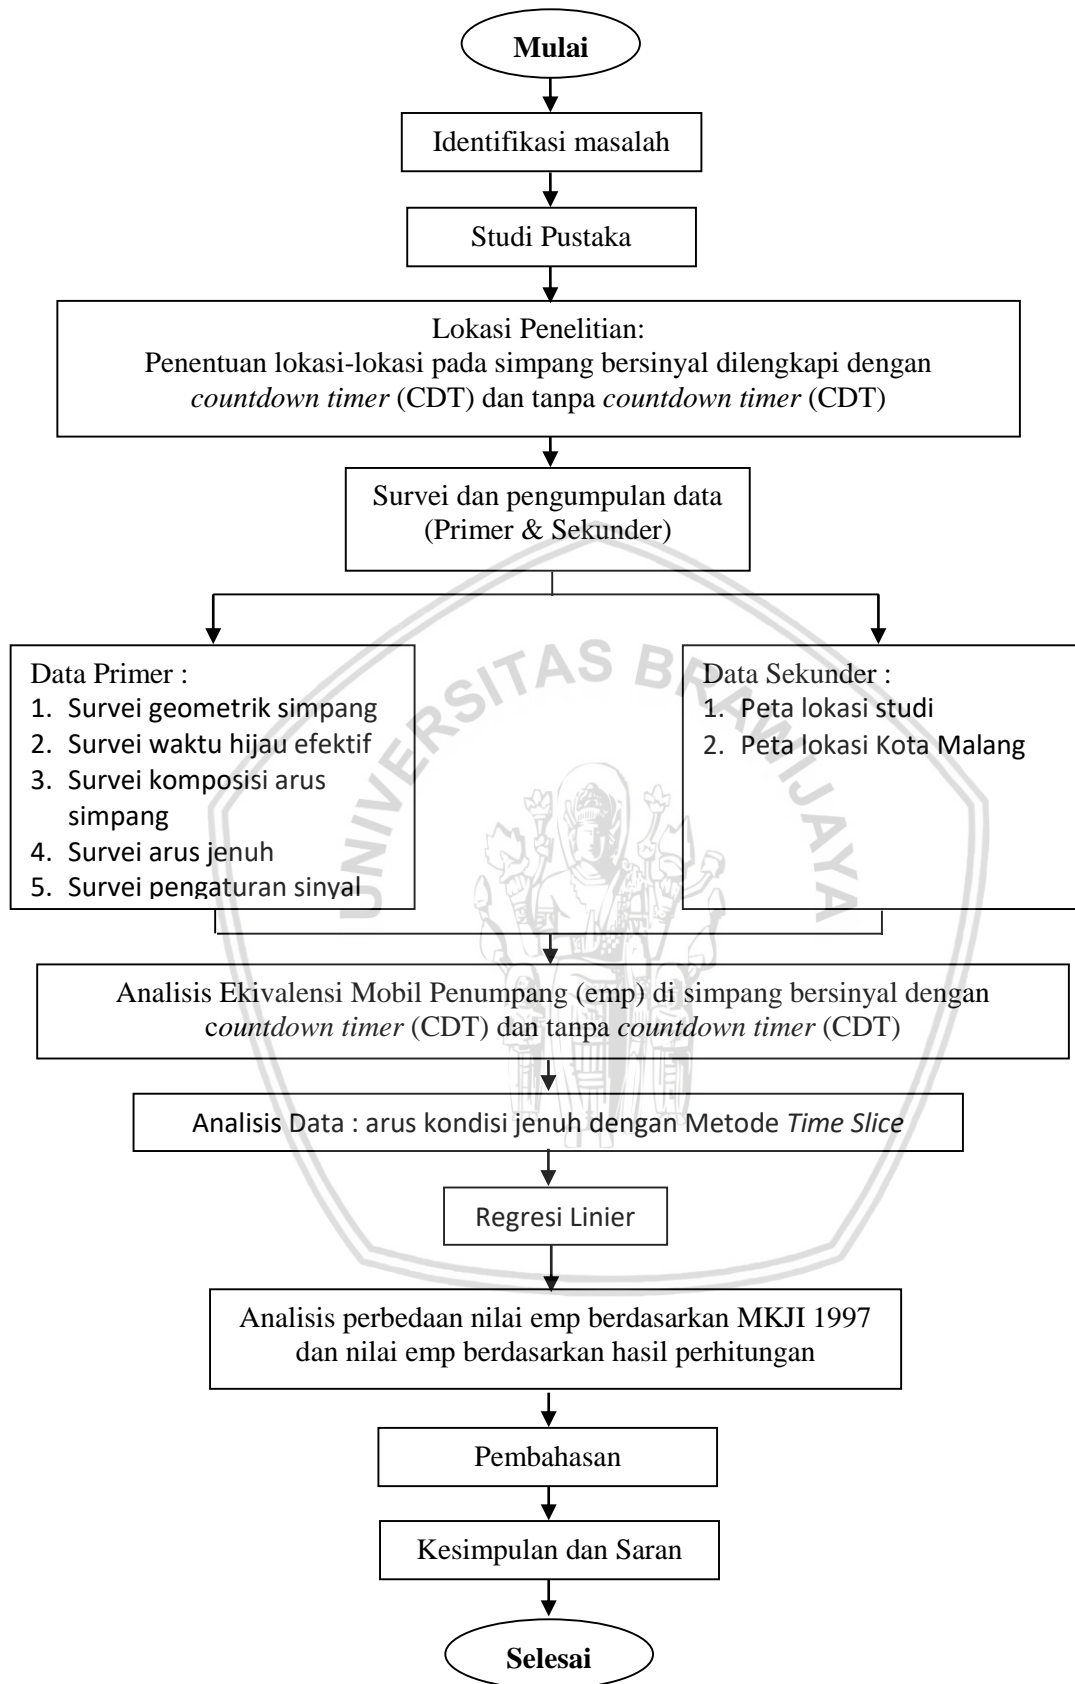 Mulai
Identifikasi masalah
Studi Pustaka
Lokasi Penelitian:
Penentuan lokasi-lokasi pada simpang bersinyal dilengkapi dengan
countdown timer (CDT) dan tanpa countdown timer (CDT)
Survei dan pengumpulan data
(Primer & Sekunder)
Data Primer :
1. Survei geometrik simpang
2. Survei waktu hijau efektif
3. Survei komposisi arus
simpang
4. Survei arus jenuh
5. Survei pengaturan sinyal
Data Sekunder :
1. Peta lokasi studi
2. Peta lokasi Kota Malang
UNIVERSITAS BRAWIJAYA
Analisis Ekivalensi Mobil Penumpang (emp) di simpang bersinyal dengan
countdown timer (CDT) dan tanpa countdown timer (CDT)
Analisis Data : arus kondisi jenuh dengan Metode Time Slice
Regresi Linier
Analisis perbedaan nilai emp berdasarkan MKJI 1997
dan nilai emp berdasarkan hasil perhitungan
Pembahasan
Kesimpulan dan Saran
Selesai